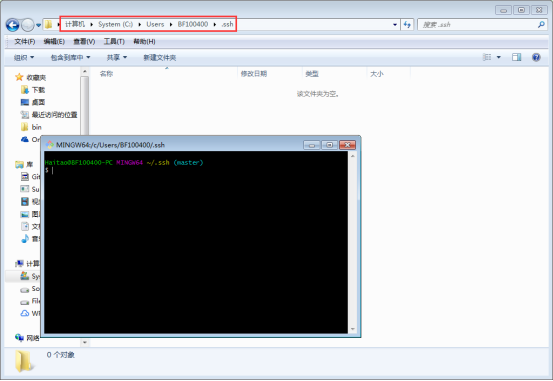 计算机 ▸ System (C:) ▸ Users ▸ BF100400 ▸ .ssh
搜索 .ssh
文件(F) 编辑(E) 查看(V) 工具(T) 帮助(H)
组织 包含到库中 共享 新建文件夹
名称 修改日期 类型 大小
该文件夹为空。
收藏夹
下载
桌面
最近访问的位置
bin
On
库
Git
Su
视频
图片
文
音
计算
Sys
So
File
WP
网络
MINGW64:/c/Users/BF100400/.ssh
Haitao@BF100400-PC MINGW64 ~/.ssh (master)
$
0 个对象